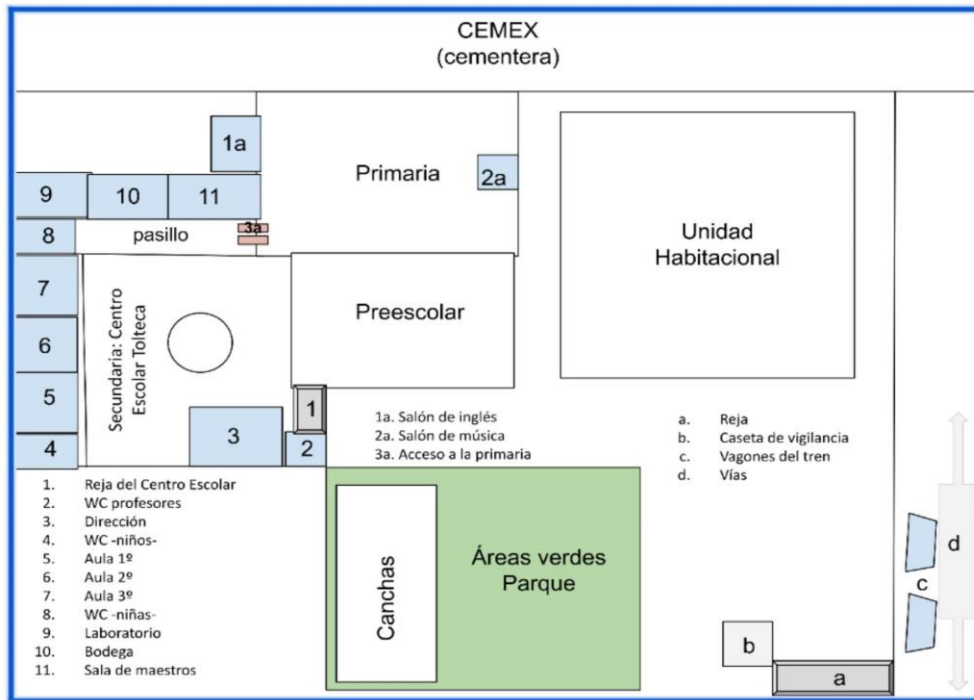 CEMEX
(cementera)
1a
Primaria
2a
9
10
11
8
pasillo
3a
Unidad
Habitacional
7
Secundaria: Centro
Escolar Tolteca
Preescolar
6
5
1
4
3
2
1a. Salón de inglés
2a. Salón de música
3a. Acceso a la primaria
a. Reja
b. Caseta de vigilancia
c. Vagones del tren
d. Vías
1. Reja del Centro Escolar
2. WC profesores
3. Dirección
4. WC -niños-
5. Aula 1º
6. Aula 2º
7. Aula 3º
8. WC -niñas-
9. Laboratorio
10. Bodega
11. Sala de maestros
Canchas
Áreas verdes
Parque
d
c
b
a